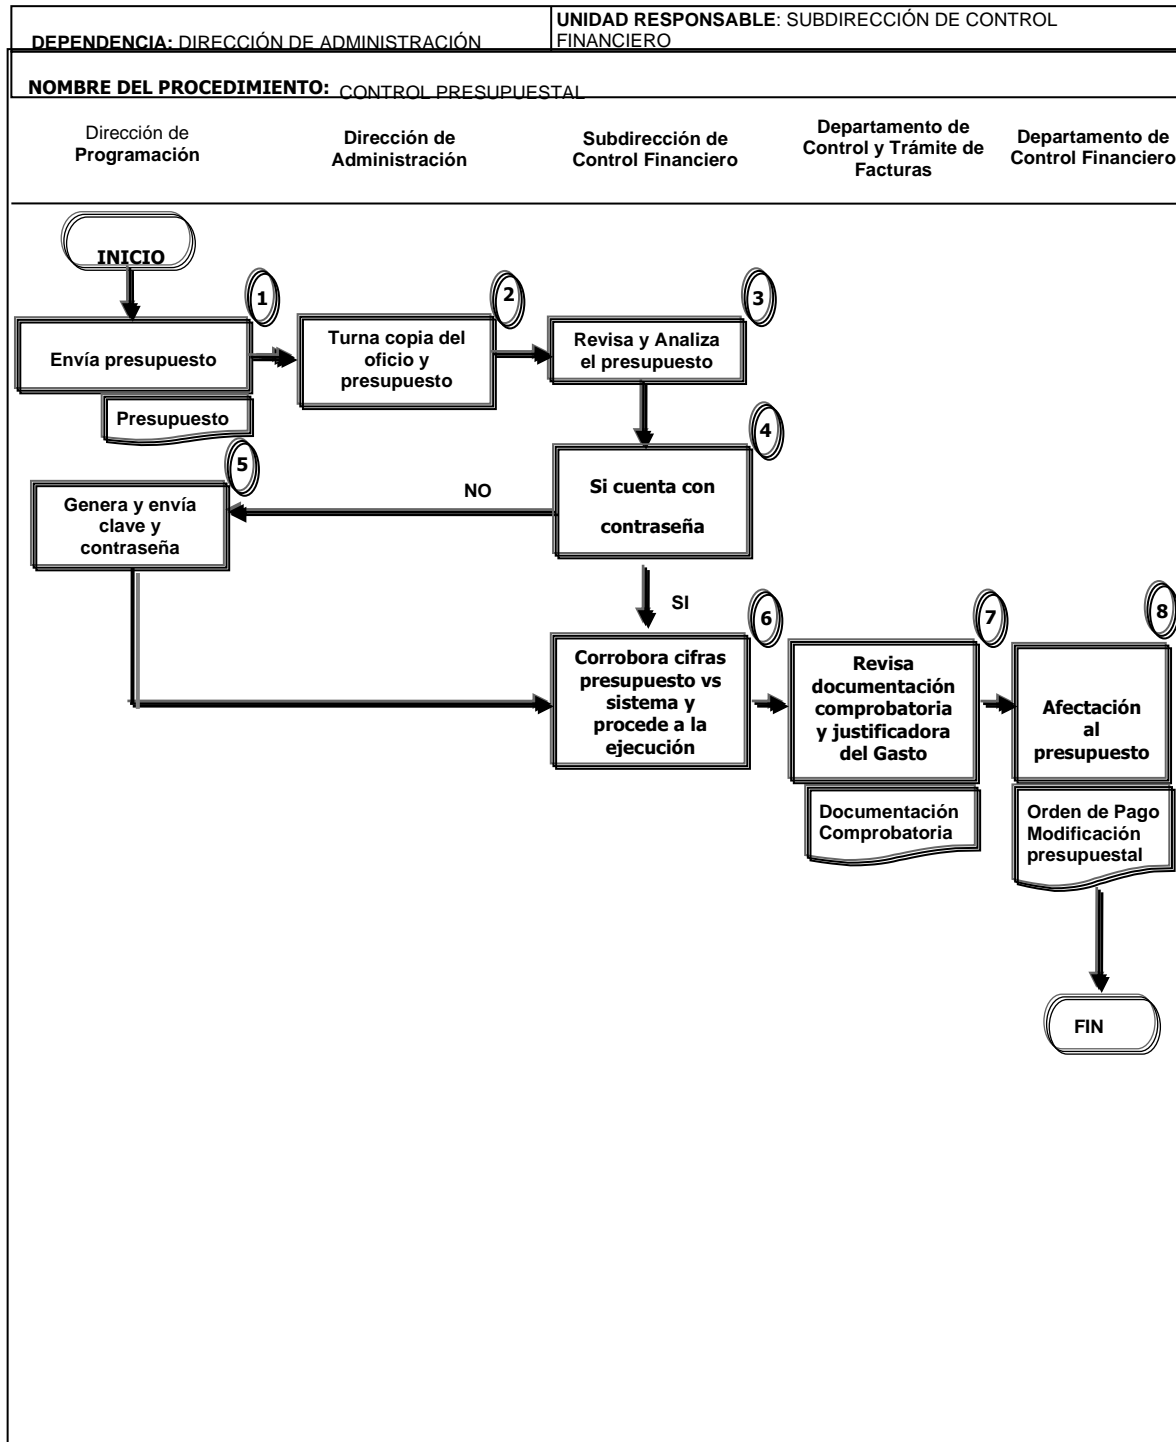 DEPENDENCIA: DIRECCIÓN DE ADMINISTRACIÓN
UNIDAD RESPONSABLE: SUBDIRECCIÓN DE CONTROL
FINANCIERO
NOMBRE DEL PROCEDIMIENTO: CONTROL PRESUPUESTAL
Dirección de
Programación
Dirección de
Administración
Subdirección de
Control Financiero
Departamento de
Control y Trámite de
Facturas
Departamento de
Control Financiero
INICIO
1
Envía presupuesto
Presupuesto
2
Turna copia del
oficio y
presupuesto
3
Revisa y Analiza
el presupuesto
4
Si cuenta con
contraseña
NO
5
Genera y envía
clave y
contraseña
SI
6
Corrobora cifras
presupuesto vs
sistema y
procede a la
ejecución
7
Revisa
documentación
comprobatoria
y justificadora
del Gasto
Documentación
Comprobatoria
8
Afectación
al
presupuesto
Orden de Pago
Modificación
presupuestal
FIN